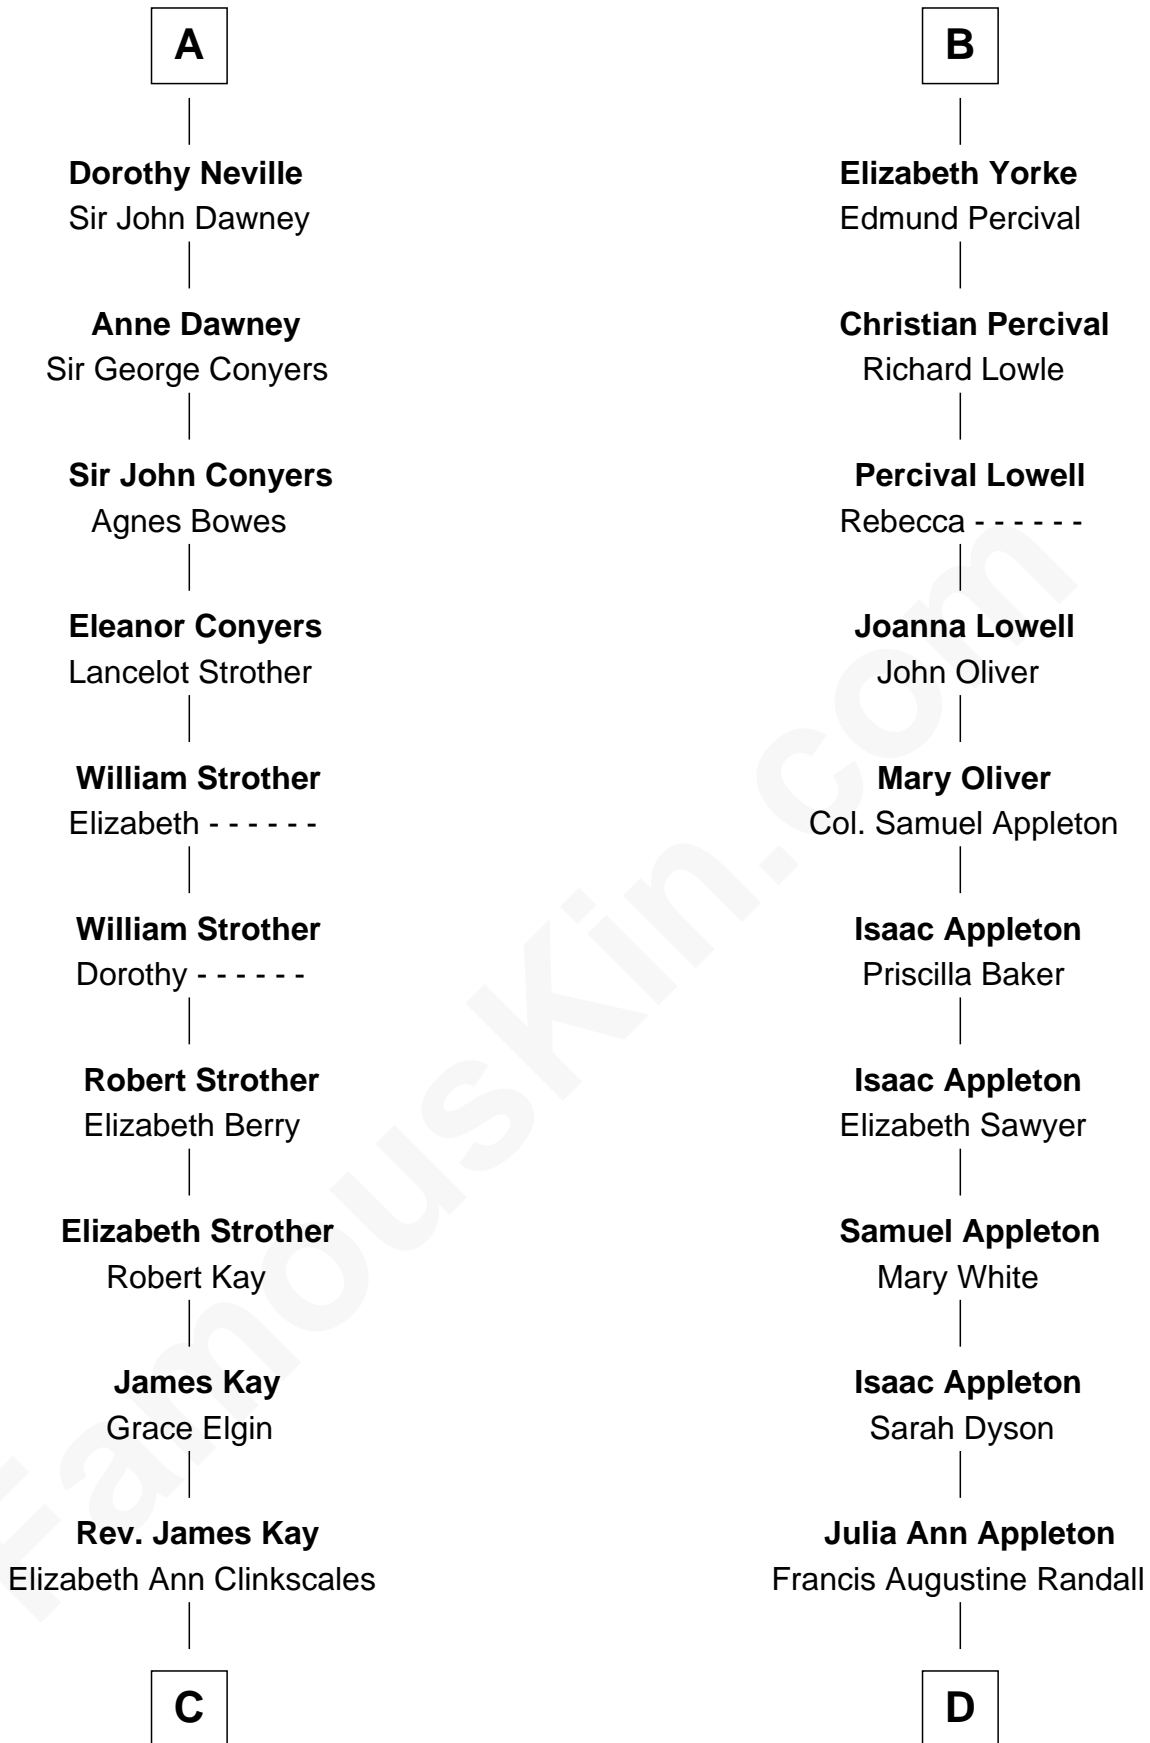 A
Dorothy Neville
Sir John Dawney
Anne Dawney
Sir George Conyers
Sir John Conyers
Agnes Bowes
Eleanor Conyers
Lancelot Strother
William Strother
Elizabeth - - - - - -
William Strother
Dorothy - - - - - -
Robert Strother
Elizabeth Berry
Elizabeth Strother
Robert Kay
James Kay
Grace Elgin
Rev. James Kay
Elizabeth Ann Clinkscales
C
B
Elizabeth Yorke
Edmund Percival
Christian Percival
Richard Lowle
Percival Lowell
Rebecca - - - - - -
Joanna Lowell
John Oliver
Mary Oliver
Col. Samuel Appleton
Isaac Appleton
Priscilla Baker
Isaac Appleton
Elizabeth Sawyer
Samuel Appleton
Mary White
Isaac Appleton
Sarah Dyson
Julia Ann Appleton
Francis Augustine Randall
D
FamousKin.com